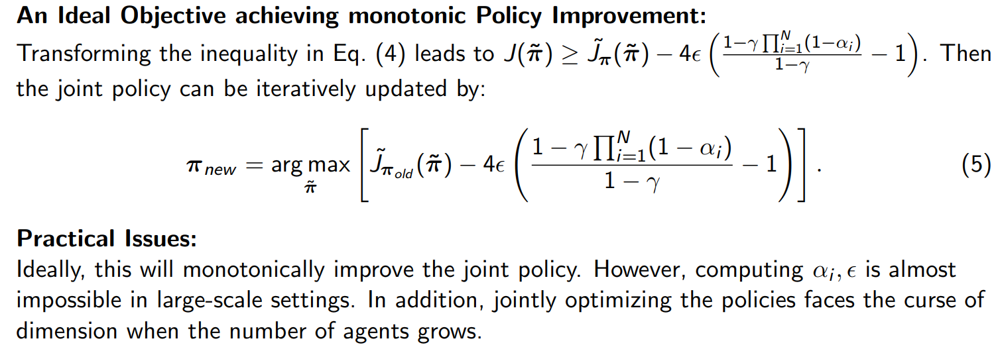 An Ideal Objective achieving monotonic Policy Improvement:
Transforming the inequality in Eq. (4) leads to $J(\tilde{\boldsymbol{\pi}}) \geq \tilde{J}_{\boldsymbol{\pi}}(\tilde{\boldsymbol{\pi}}) - 4\epsilon \left( \frac{1-\gamma \prod_{i=1}^{N}(1-\alpha_i)}{1-\gamma} - 1 \right)$. Then
the joint policy can be iteratively updated by:
$\boldsymbol{\pi}_{new} = \underset{\tilde{\boldsymbol{\pi}}}{\arg\max} \left[ \tilde{J}_{\boldsymbol{\pi}_{old}}(\tilde{\boldsymbol{\pi}}) - 4\epsilon \left( \frac{1-\gamma \prod_{i=1}^{N}(1-\alpha_i)}{1-\gamma} - 1 \right) \right].$ (5)
Practical Issues:
Ideally, this will monotonically improve the joint policy. However, computing $\alpha_i, \epsilon$ is almost
impossible in large-scale settings. In addition, jointly optimizing the policies faces the curse of
dimension when the number of agents grows.